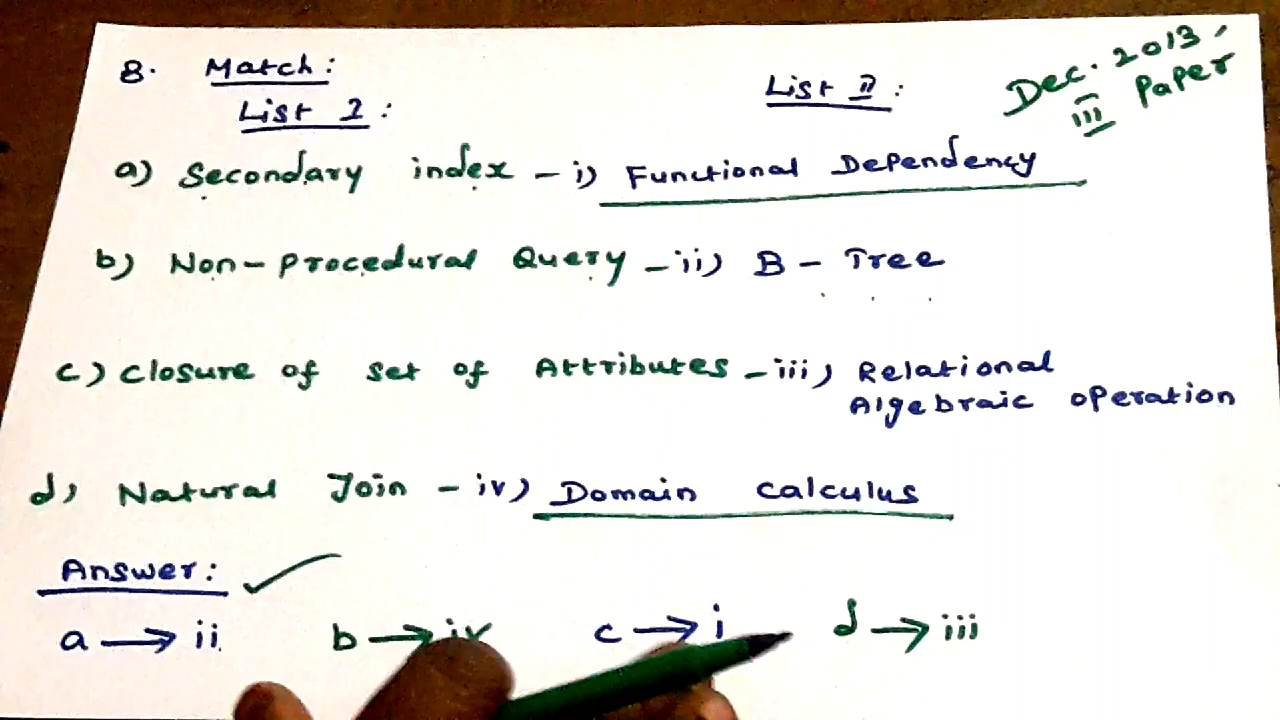 8. Match:
List I :
List II :
Dec. 2013,
III Paper
a) Secondary index - i) Functional Dependency
b) Non-Procedural Query - ii) B - Tree
c) Closure of Set of Attributes - iii) Relational
Algebraic operation
d) Natural Join - iv) Domain Calculus
Answer:
a → ii b → iv c → i d → iii